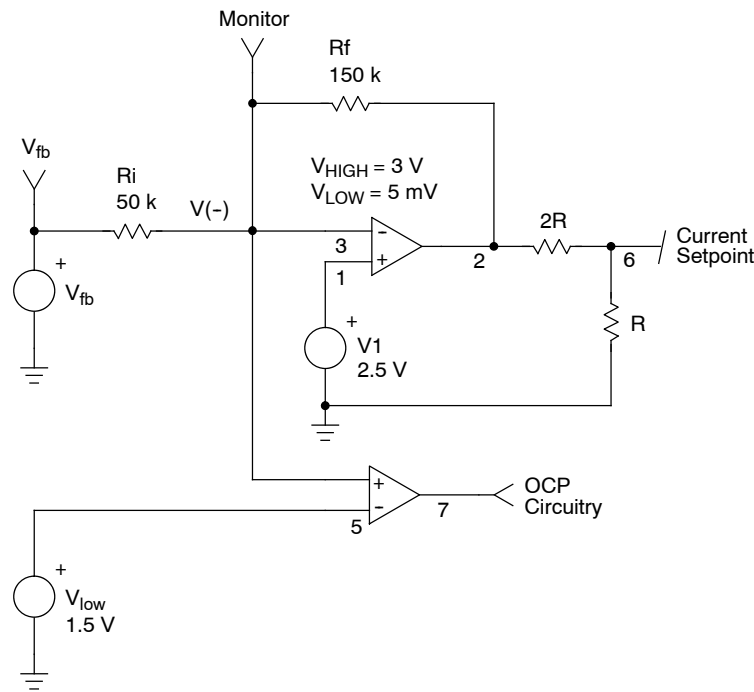 Monitor
Rf
150 k
Vfb
Ri
50 k
V(-)
VHIGH = 3 V
VLOW = 5 mV
2R
-
3
+
1
2
6
Current
Setpoint
+
Vfb
+
V1
2.5 V
R
+
-
5
7
OCP
Circuitry
+
Vlow
1.5 V